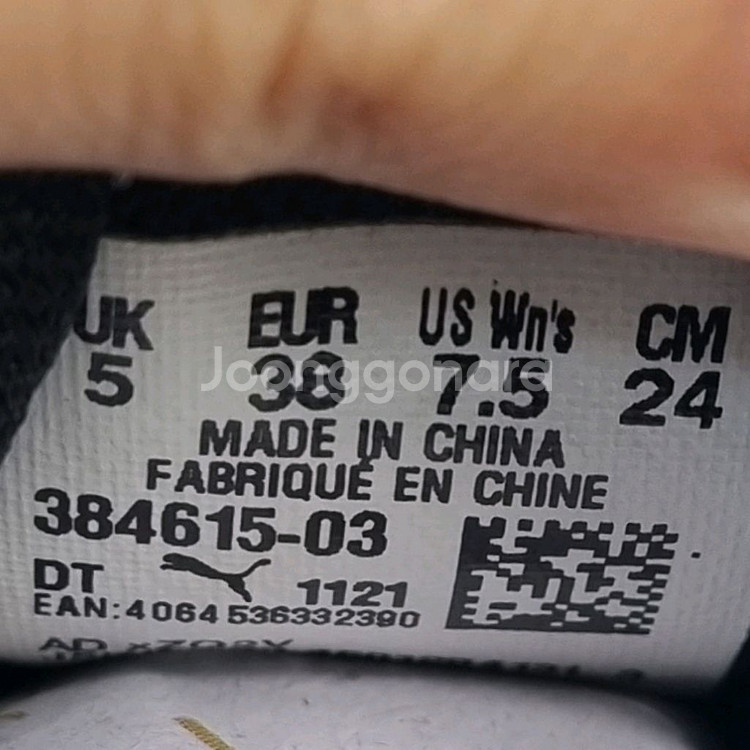 UK EUR US Wn's CM
5 38 7.5 24
Joonggonara
MADE IN CHINA
FABRIQUÉ EN CHINE
384615-03
DT 1121
EAN:4064536332390